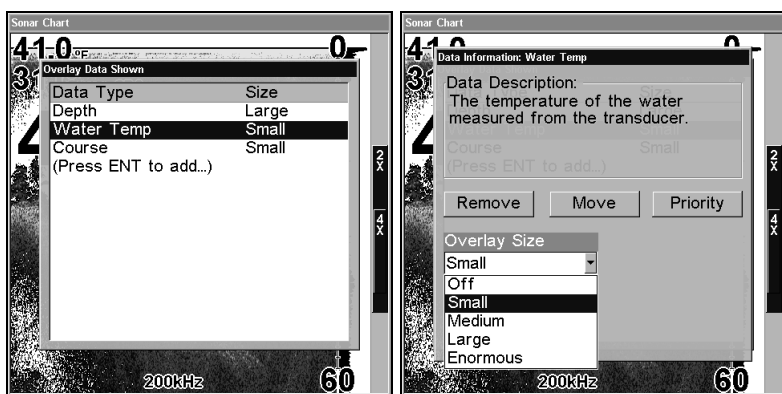 Sonar Chart
41.0°F 0
Overlay Data Shown
Data Type Size
Depth Large
Water Temp Small
Course Small
(Press ENT to add...)
2X
4X
200kHz 60
Sonar Chart
Data Information: Water Temp
Data Description:
The temperature of the water
measured from the transducer.
Course Small
(Press ENT to add...)
Remove Move Priority
Overlay Size
Small
Off
Small
Medium
Large
Enormous
2X
4X
200kHz 60